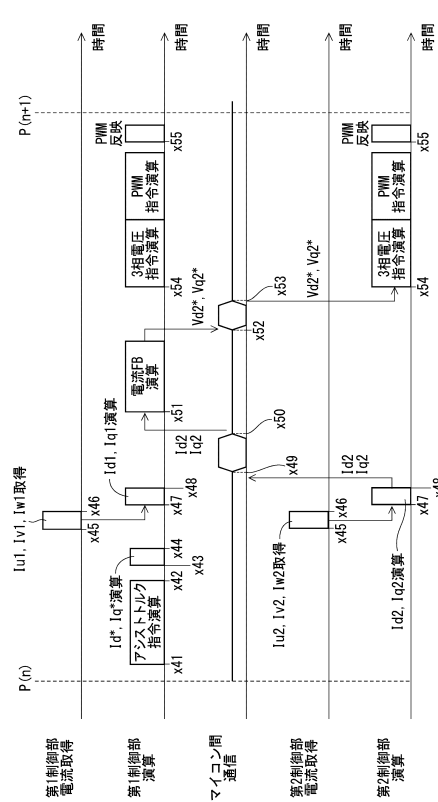 P(n)
P(n+1)
第1制御部
電流取得
Iu1, Iv1, Iw1取得
x45
x46
時間
第1制御部
演算
アシストトルク
指令演算
x41
x42
Id*, Iq*演算
x43
x44
Id1, Iq1演算
x47
x48
電流FB
演算
x51
3相電圧
指令演算
x54
PWM
指令演算
PWM
反映
x55
時間
マイコン間
通信
Id2
Iq2
x49
x50
Vd2*, Vq2*
x52
x53
時間
第2制御部
電流取得
Iu2, Iv2, Iw2取得
x45
x46
Id2
Iq2
Vd2*, Vq2*
時間
第2制御部
演算
Id2, Iq2演算
x47
x48
3相電圧
指令演算
x54
PWM
指令演算
PWM
反映
x55
時間